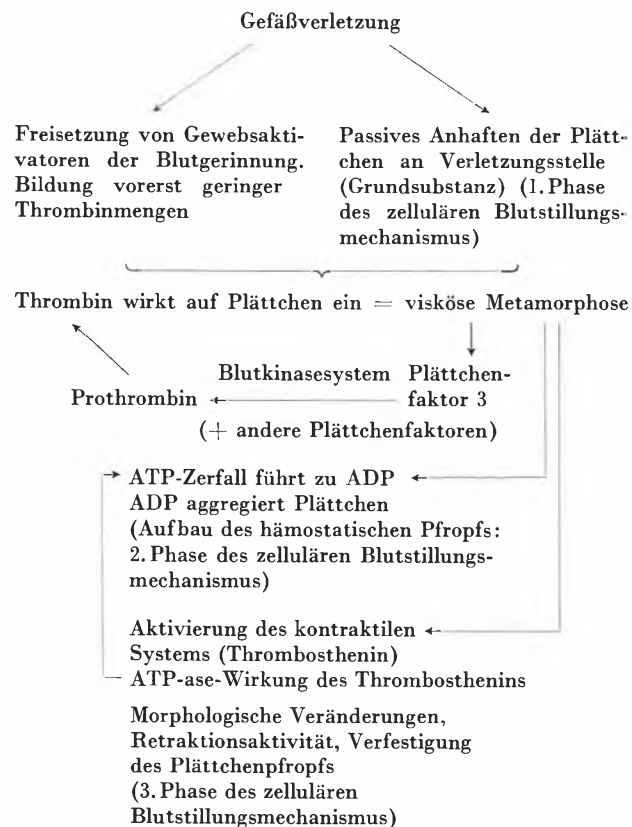 Gefäßverletzung
Freisetzung von Gewebsakti-
vatoren der Blutgerinnung.
Bildung vorerst geringer
Thrombinmengen
Passives Anhaften der Plätt-
chen an Verletzungsstelle
(Grundsubstanz) (1. Phase
des zellulären Blutstillungs-
mechanismus)
Thrombin wirkt auf Plättchen ein = visköse Metamorphose
Blutkinasesystem Plättchen-
Prothrombin faktor 3
(+ andere Plättchenfaktoren)
ATP-Zerfall führt zu ADP
ADP aggregiert Plättchen
(Aufbau des hämostatischen Pfropfs:
2. Phase des zellulären Blutstillungs-
mechanismus)
Aktivierung des kontraktilen
Systems (Thrombosthenin)
ATP-ase-Wirkung des Thrombosthenins
Morphologische Veränderungen,
Retraktionsaktivität, Verfestigung
des Plättchenpfropfs
(3. Phase des zellulären
Blutstillungsmechanismus)